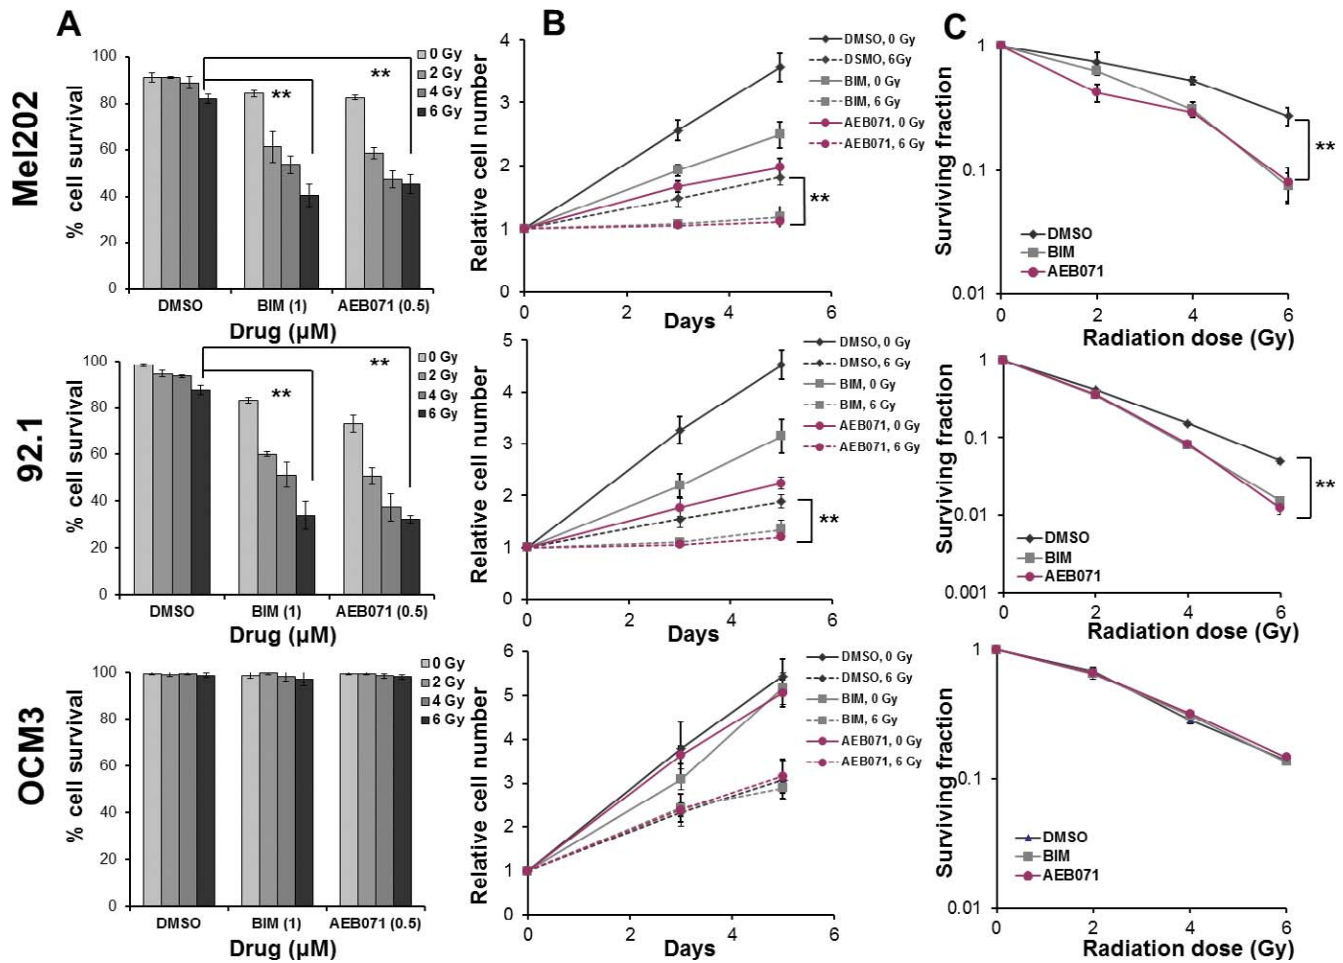 A
B
C
Mel202
% cell survival
100
80
60
40
20
0
**
**
0 Gy
2 Gy
4 Gy
6 Gy
DMSO
BIM (1)
AEB071 (0.5)
Drug (µM)
Relative cell number
4
3
2
1
0
0
2
4
6
Days
DMSO, 0 Gy
DSMO, 6Gy
BIM, 0 Gy
BIM, 6 Gy
AEB071, 0 Gy
AEB071, 6 Gy
**
Surviving fraction
1
0.1
0.01
0
2
4
6
Radiation dose (Gy)
DMSO
BIM
AEB071
**
92.1
% cell survival
100
80
60
40
20
0
**
**
0 Gy
2 Gy
4 Gy
6 Gy
DMSO
BIM (1)
AEB071 (0.5)
Drug (µM)
Relative cell number
5
4
3
2
1
0
0
2
4
6
Days
DMSO, 0 Gy
DMSO, 6 Gy
BIM, 0 Gy
BIM, 6 Gy
AEB071, 0 Gy
AEB071, 6 Gy
**
Surviving fraction
1
0.1
0.01
0.001
0
2
4
6
Radiation dose (Gy)
DMSO
BIM
AEB071
**
OCM3
% cell survival
100
80
60
40
20
0
0 Gy
2 Gy
4 Gy
6 Gy
DMSO
BIM (1)
AEB071 (0.5)
Drug (µM)
Relative cell number
6
5
4
3
2
1
0
0
2
4
6
Days
DMSO, 0 Gy
DMSO, 6 Gy
BIM, 0 Gy
BIM, 6 Gy
AEB071, 0 Gy
AEB071, 6 Gy
Surviving fraction
1
0.1
0.01
0
2
4
6
Radiation dose (Gy)
DMSO
BIM
AEB071